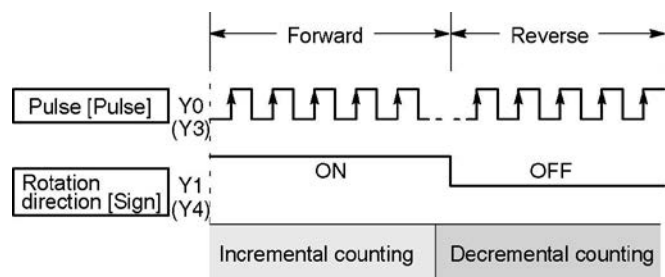 Forward Reverse
Pulse [Pulse] Y0
(Y3)
ON OFF
Rotation
direction [Sign] Y1
(Y4)
Incremental counting Decremental counting